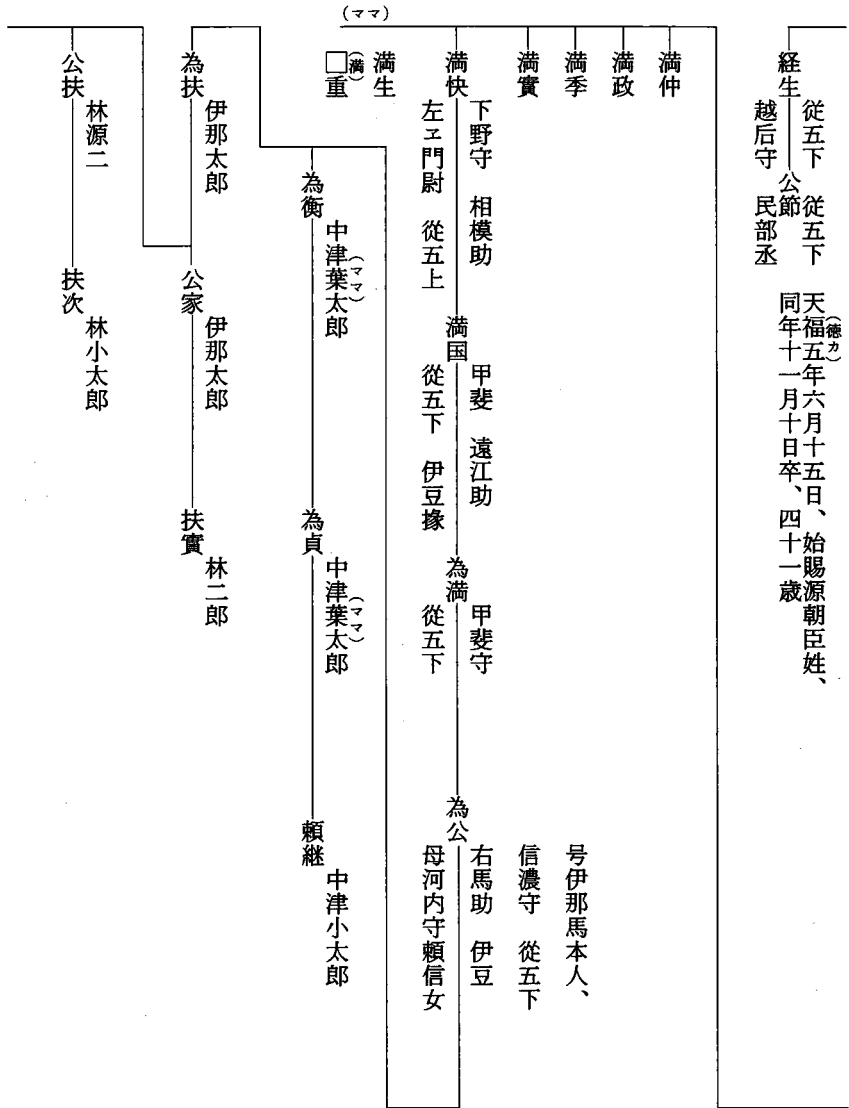 経生
従五下
越后守
公節
従五下
民部丞
天福五年六月十五日、始賜源朝臣姓、
(徳カ)
同年十一月十日卒、四十一歳
満仲
満政
満季
満實
満快
下野守 相模助
左ヱ門尉 従五上
満国
甲斐 遠江助
従五下 伊豆掾
為満
甲斐守
従五下
為公
号伊那馬本人、
信濃守 従五下
右馬助 伊豆
母河内守頼信女
満生
(満)
□重
(ママ)
為衡
中津葉太郎
(ママ)
為貞
中津葉太郎
(ママ)
頼継
中津小太郎
為扶
伊那太郎
公家
伊那太郎
扶實
林二郎
公扶
林源二
扶次
林小太郎